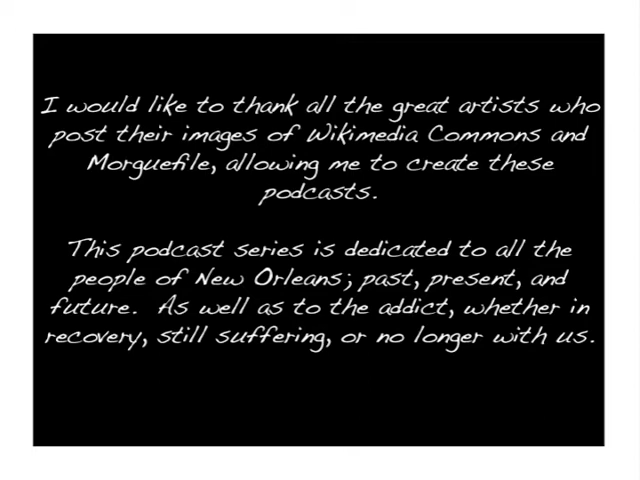 I would like to thank all the great artists who
post their images of Wikimedia Commons and
Morguefile, allowing me to create these
podcasts.
This podcast series is dedicated to all the
people of New Orleans; past, present, and
future. As well as to the addict, whether in
recovery, still suffering, or no longer with us.